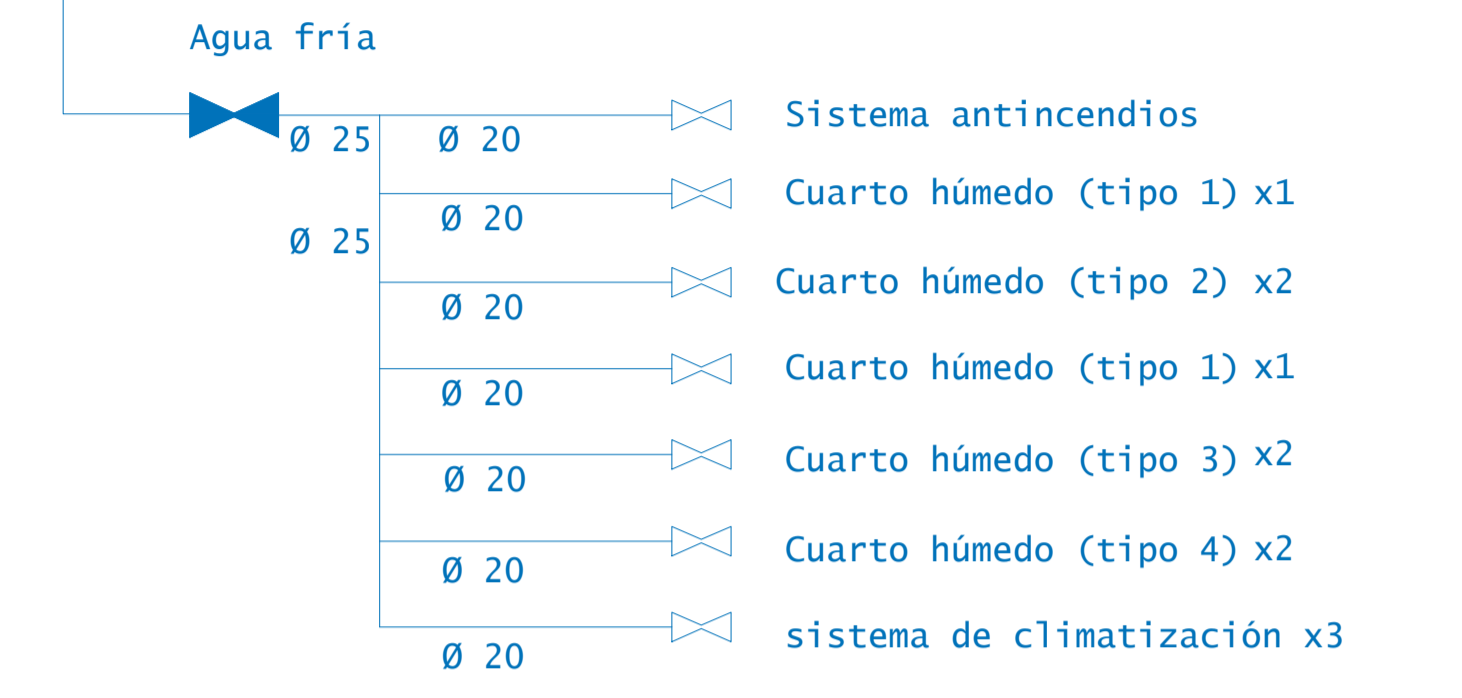 Agua fría
Sistema antincendios
Ø 25
Ø 20
Cuarto húmedo (tipo 1) x1
Ø 20
Ø 25
Cuarto húmedo (tipo 2) x2
Ø 20
Cuarto húmedo (tipo 1) x1
Ø 20
Cuarto húmedo (tipo 3) x2
Ø 20
Cuarto húmedo (tipo 4) x2
Ø 20
sistema de climatización x3
Ø 20